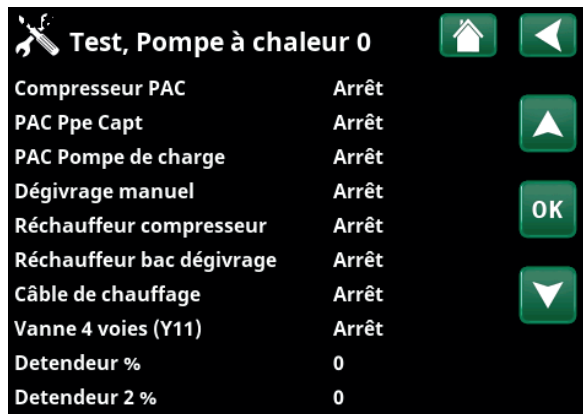 Test, Pompe à chaleur 0
Compresseur PAC Arrêt
PAC Ppe Capt Arrêt
PAC Pompe de charge Arrêt
Dégivrage manuel Arrêt
OK
Réchauffeur compresseur Arrêt
Réchauffeur bac dégivrage Arrêt
Câble de chauffage Arrêt
Vanne 4 voies (Y11) Arrêt
Detendeur % 0
Detendeur 2 % 0